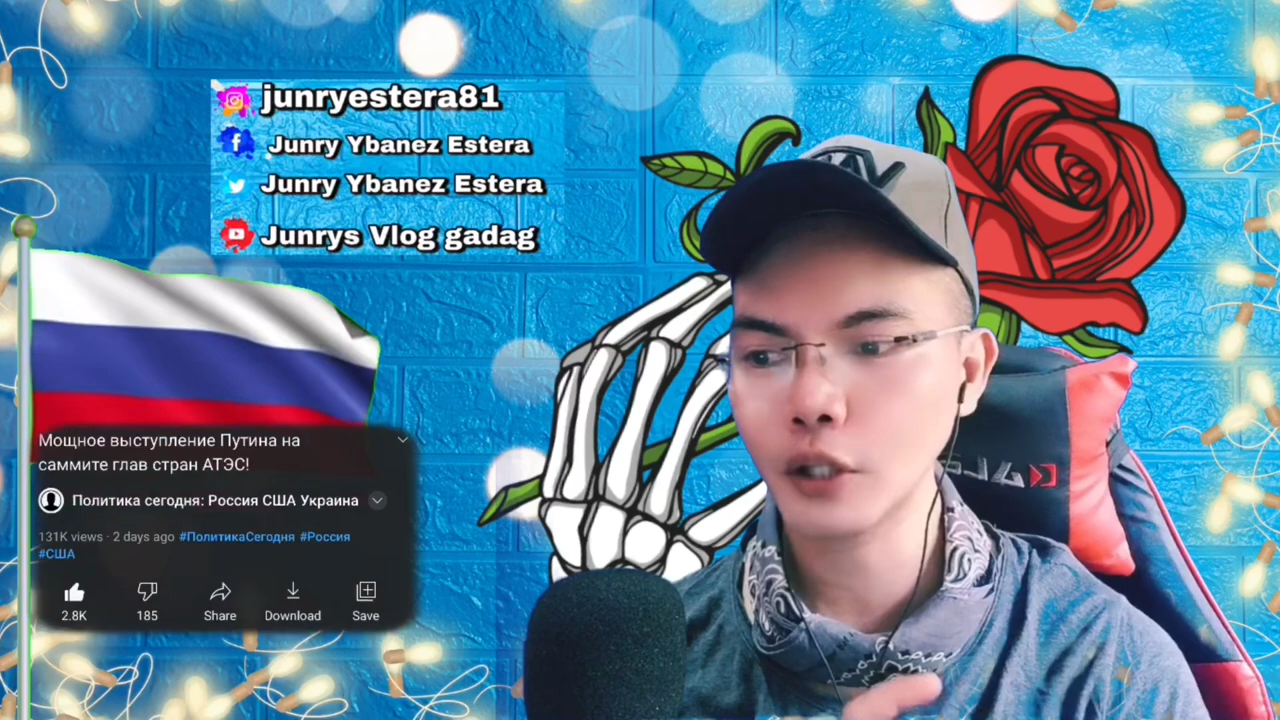 junryestera81
Junry Ybanez Estera
Junry Ybanez Estera
Junrys Vlog gadag
Мощное выступление Путина на
саммите глав стран АТЭС!
Политика сегодня: Россия США Украина
131K views · 2 days ago #ПолитикаСегодня #Россия
#США
2.8K
185
Share
Download
Save